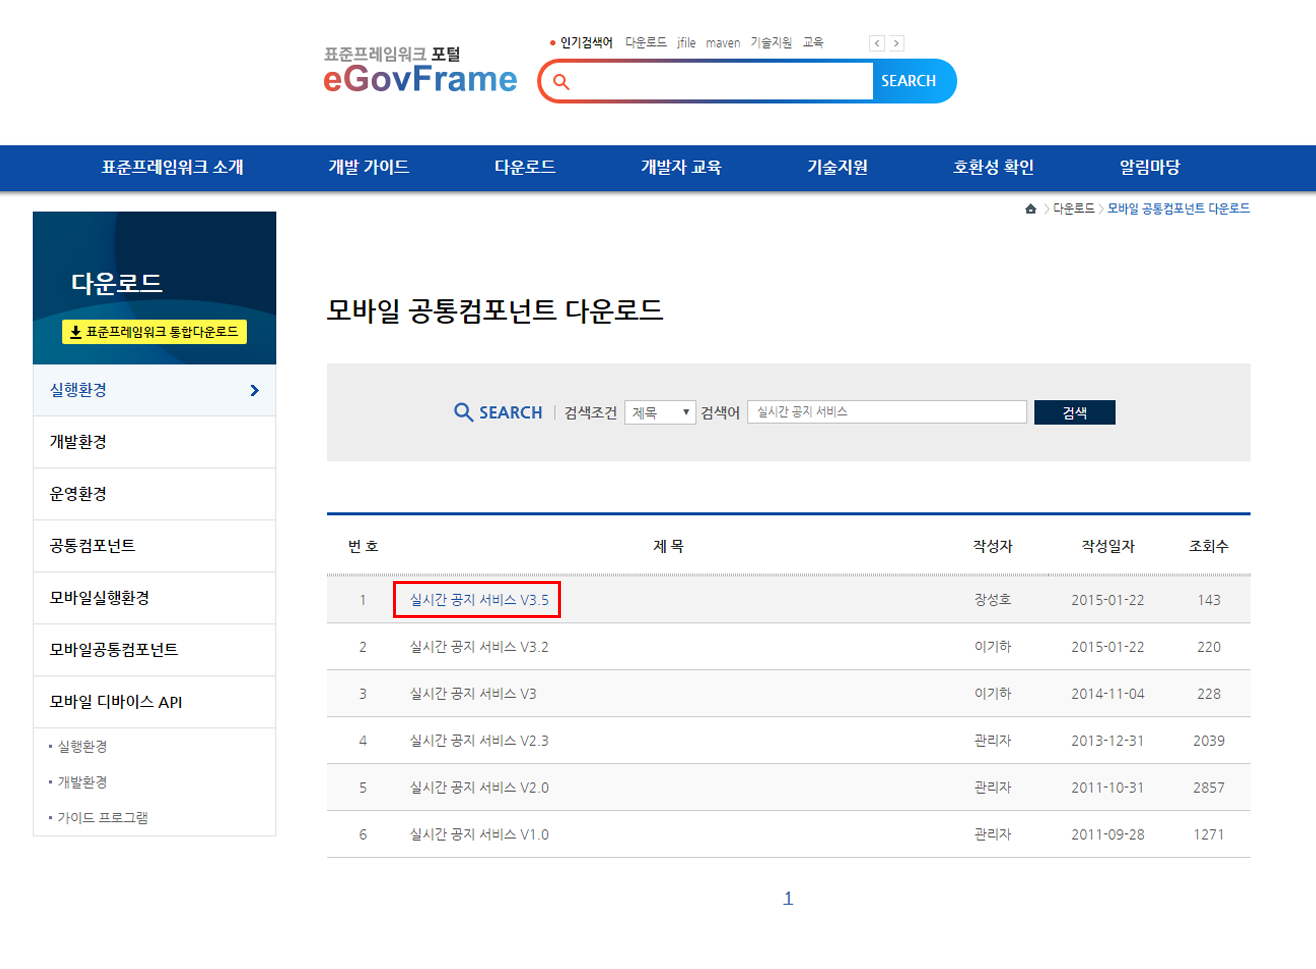 인기검색어 다운로드 jfile maven 기술지원 교육
표준프레임워크 포털
eGovFrame
SEARCH
표준프레임워크 소개 개발 가이드 다운로드 개발자 교육 기술지원 호환성 확인 알림마당
다운로드 모바일 공통컴포넌트 다운로드
다운로드
표준프레임워크 통합다운로드
실행환경
개발환경
운영환경
공통컴포넌트
모바일실행환경
모바일공통컴포넌트
모바일 디바이스 API
실행환경
개발환경
가이드 프로그램
모바일 공통컴포넌트 다운로드
SEARCH 검색조건 제목 검색어 실시간 공지 서비스 검색
번 호 제 목 작성자 작성일자 조회수
1 실시간 공지 서비스 V3.5 장성호 2015-01-22 143
2 실시간 공지 서비스 V3.2 이기하 2015-01-22 220
3 실시간 공지 서비스 V3 이기하 2014-11-04 228
4 실시간 공지 서비스 V2.3 관리자 2013-12-31 2039
5 실시간 공지 서비스 V2.0 관리자 2011-10-31 2857
6 실시간 공지 서비스 V1.0 관리자 2011-09-28 1271
1